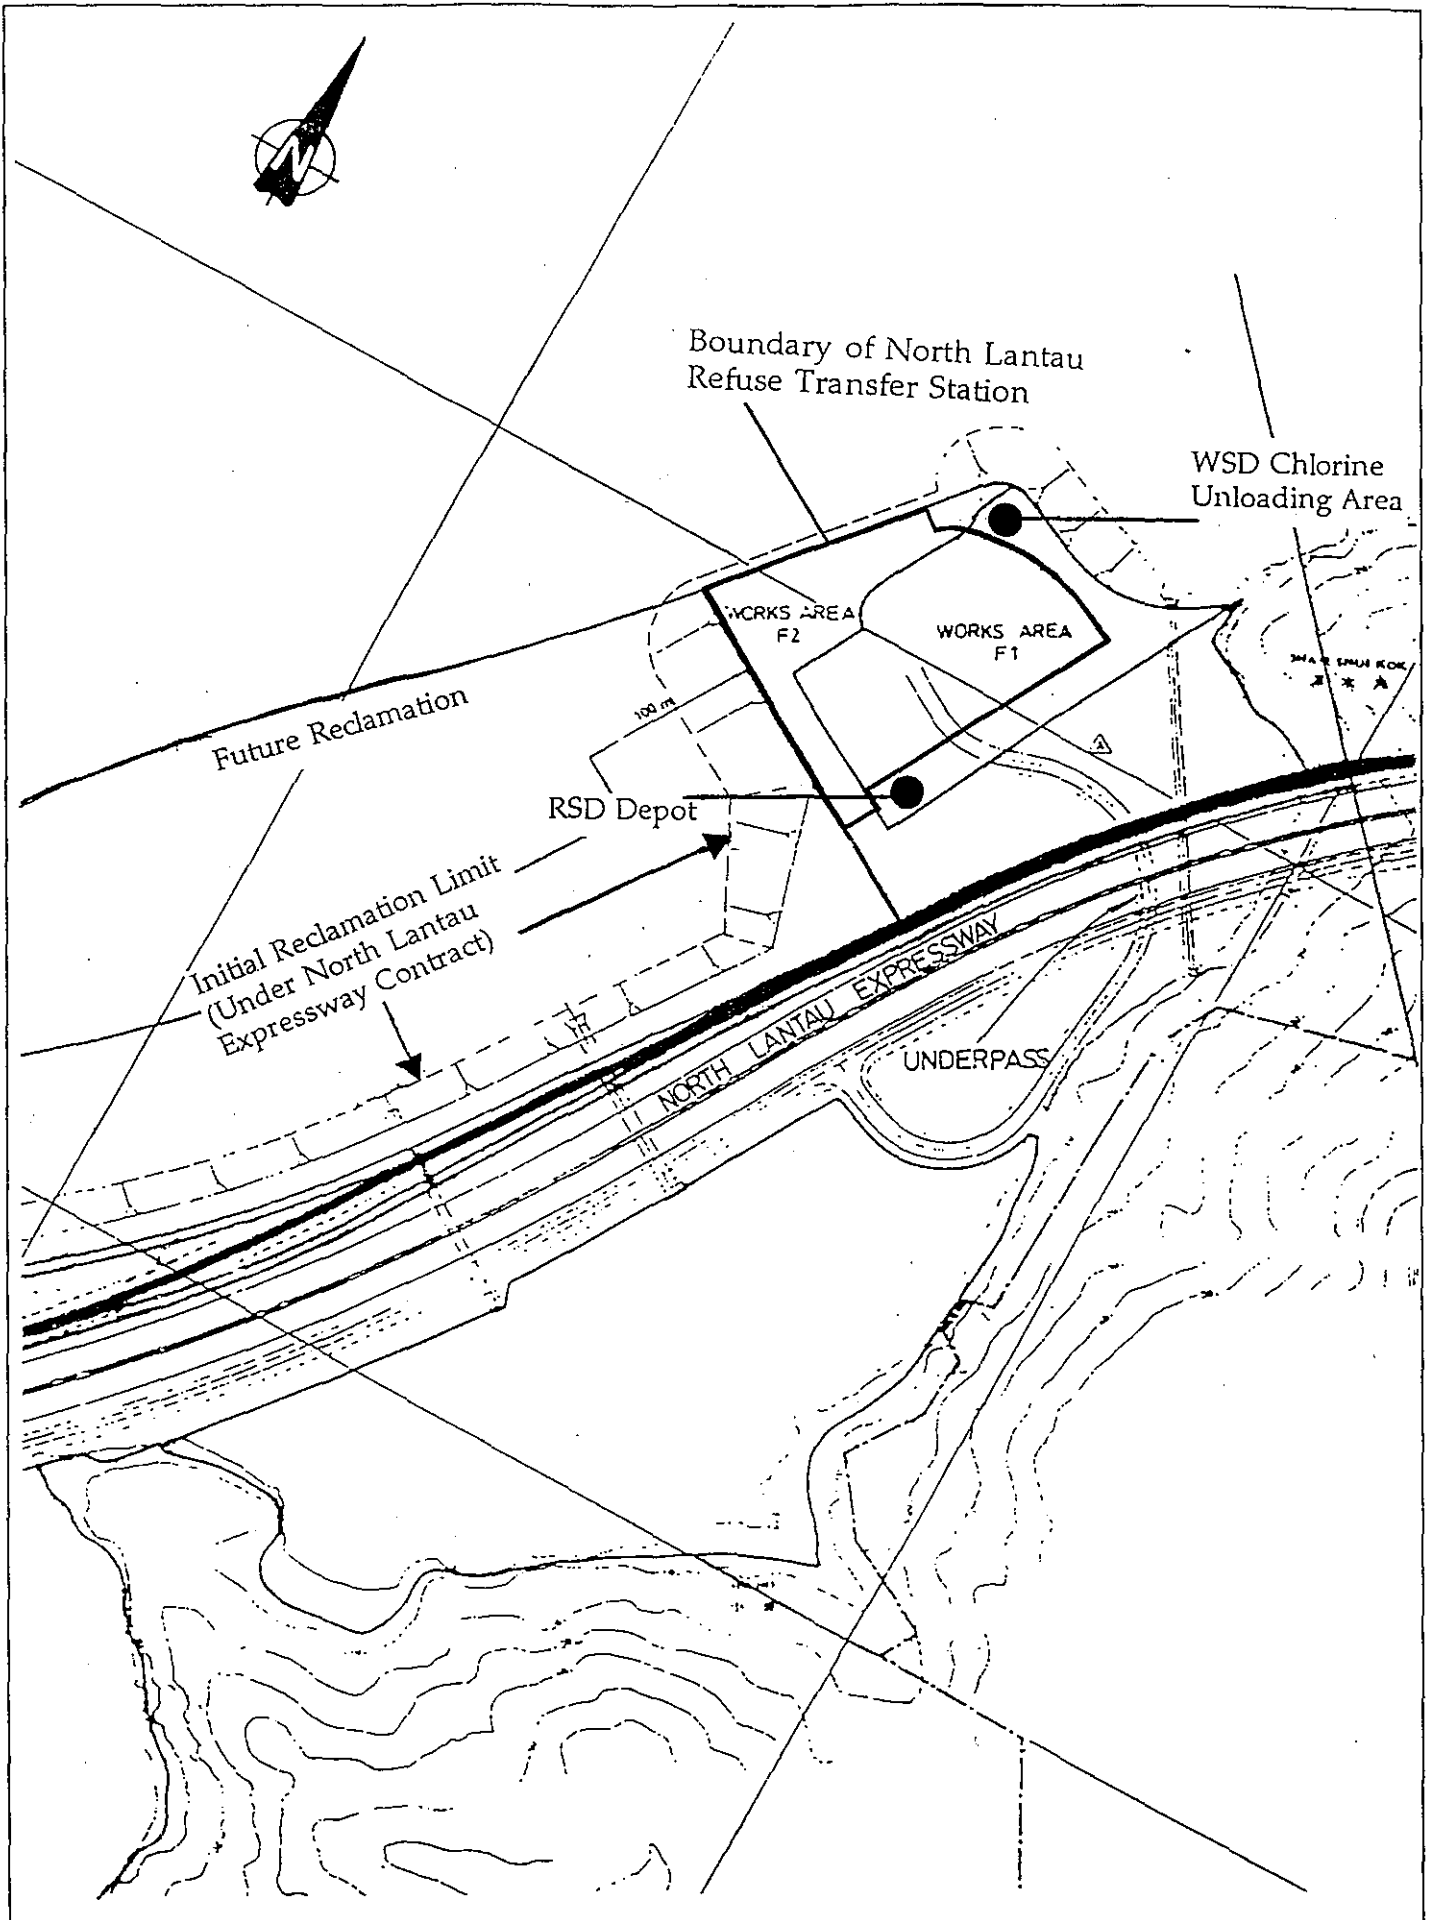 N
Boundary of North Lantau
Refuse Transfer Station
WSD Chlorine
Unloading Area
WORKS AREA
F2
WORKS AREA
F1
100 m
Future Reclamation
RSD Depot
Initial Reclamation Limit
(Under North Lantau
Expressway Contract)
NORTH LANTAU EXPRESSWAY
UNDERPASS